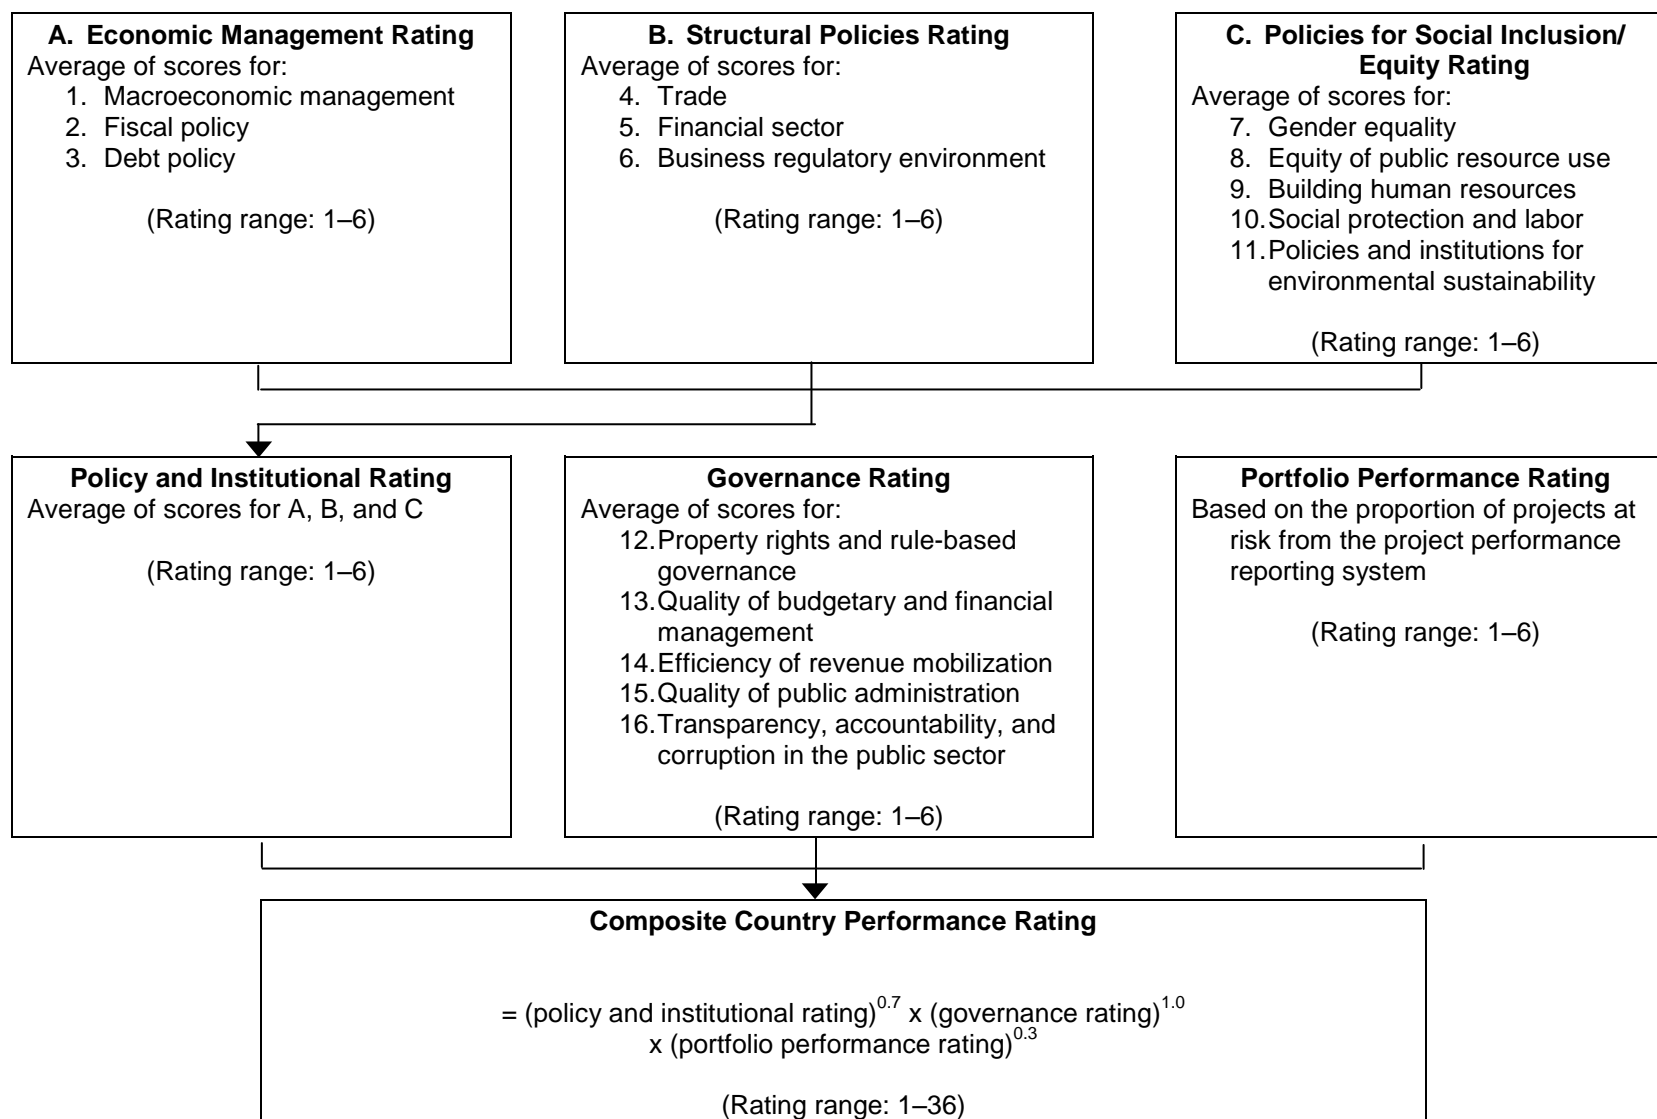 A. Economic Management Rating
Average of scores for:
1. Macroeconomic management
2. Fiscal policy
3. Debt policy
(Rating range: 1–6)
B. Structural Policies Rating
Average of scores for:
4. Trade
5. Financial sector
6. Business regulatory environment
(Rating range: 1–6)
C. Policies for Social Inclusion/
Equity Rating
Average of scores for:
7. Gender equality
8. Equity of public resource use
9. Building human resources
10. Social protection and labor
11. Policies and institutions for
environmental sustainability
(Rating range: 1–6)
Policy and Institutional Rating
Average of scores for A, B, and C
(Rating range: 1–6)
Governance Rating
Average of scores for:
12. Property rights and rule-based
governance
13. Quality of budgetary and financial
management
14. Efficiency of revenue mobilization
15. Quality of public administration
16. Transparency, accountability, and
corruption in the public sector
(Rating range: 1–6)
Portfolio Performance Rating
Based on the proportion of projects at
risk from the project performance
reporting system
(Rating range: 1–6)
Composite Country Performance Rating
= (policy and institutional rating)^0.7 x (governance rating)^1.0
x (portfolio performance rating)^0.3
(Rating range: 1–36)